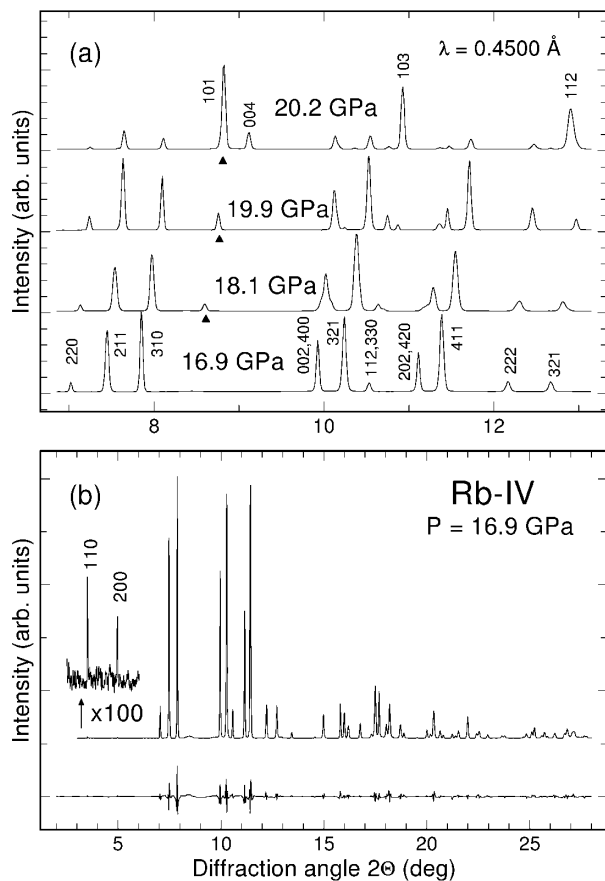 (a)
λ = 0.4500 Å
101
004
103
112
20.2 GPa
19.9 GPa
18.1 GPa
16.9 GPa
220
211
310
002,400
321
112,330
202,420
411
222
321
8
10
12
Intensity (arb. units)
(b)
Rb-IV
P = 16.9 GPa
110
200
x100
Intensity (arb. units)
5
10
15
20
25
Diffraction angle 2Θ (deg)